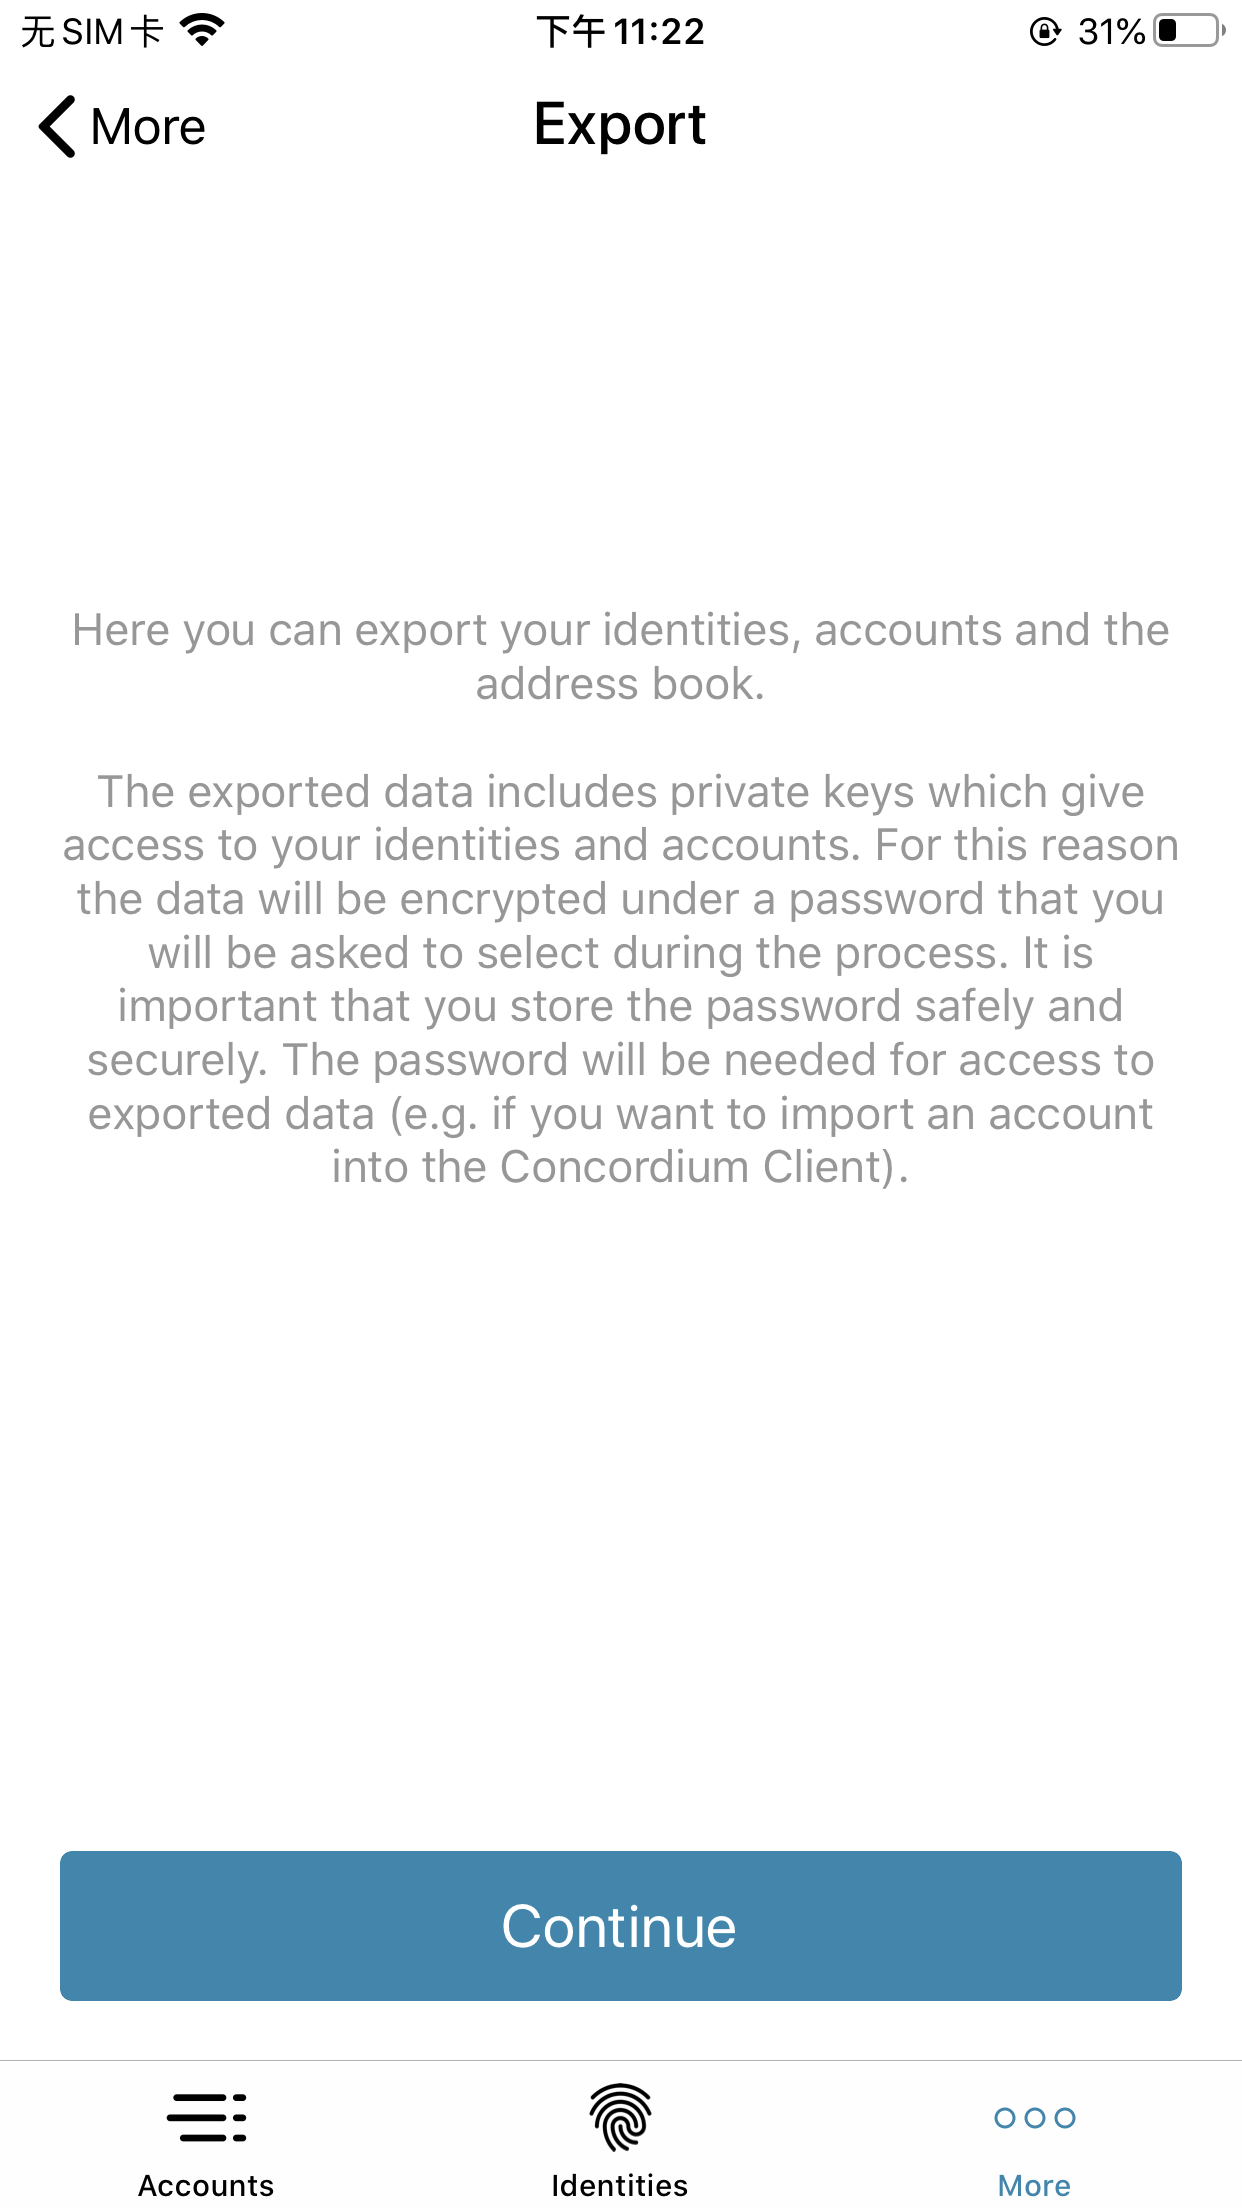 无SIM卡
下午11:22
31%
More
Export
Here you can export your identities, accounts and the
address book.
The exported data includes private keys which give
access to your identities and accounts. For this reason
the data will be encrypted under a password that you
will be asked to select during the process. It is
important that you store the password safely and
securely. The password will be needed for access to
exported data (e.g. if you want to import an account
into the Concordium Client).
Continue
Accounts
Identities
More